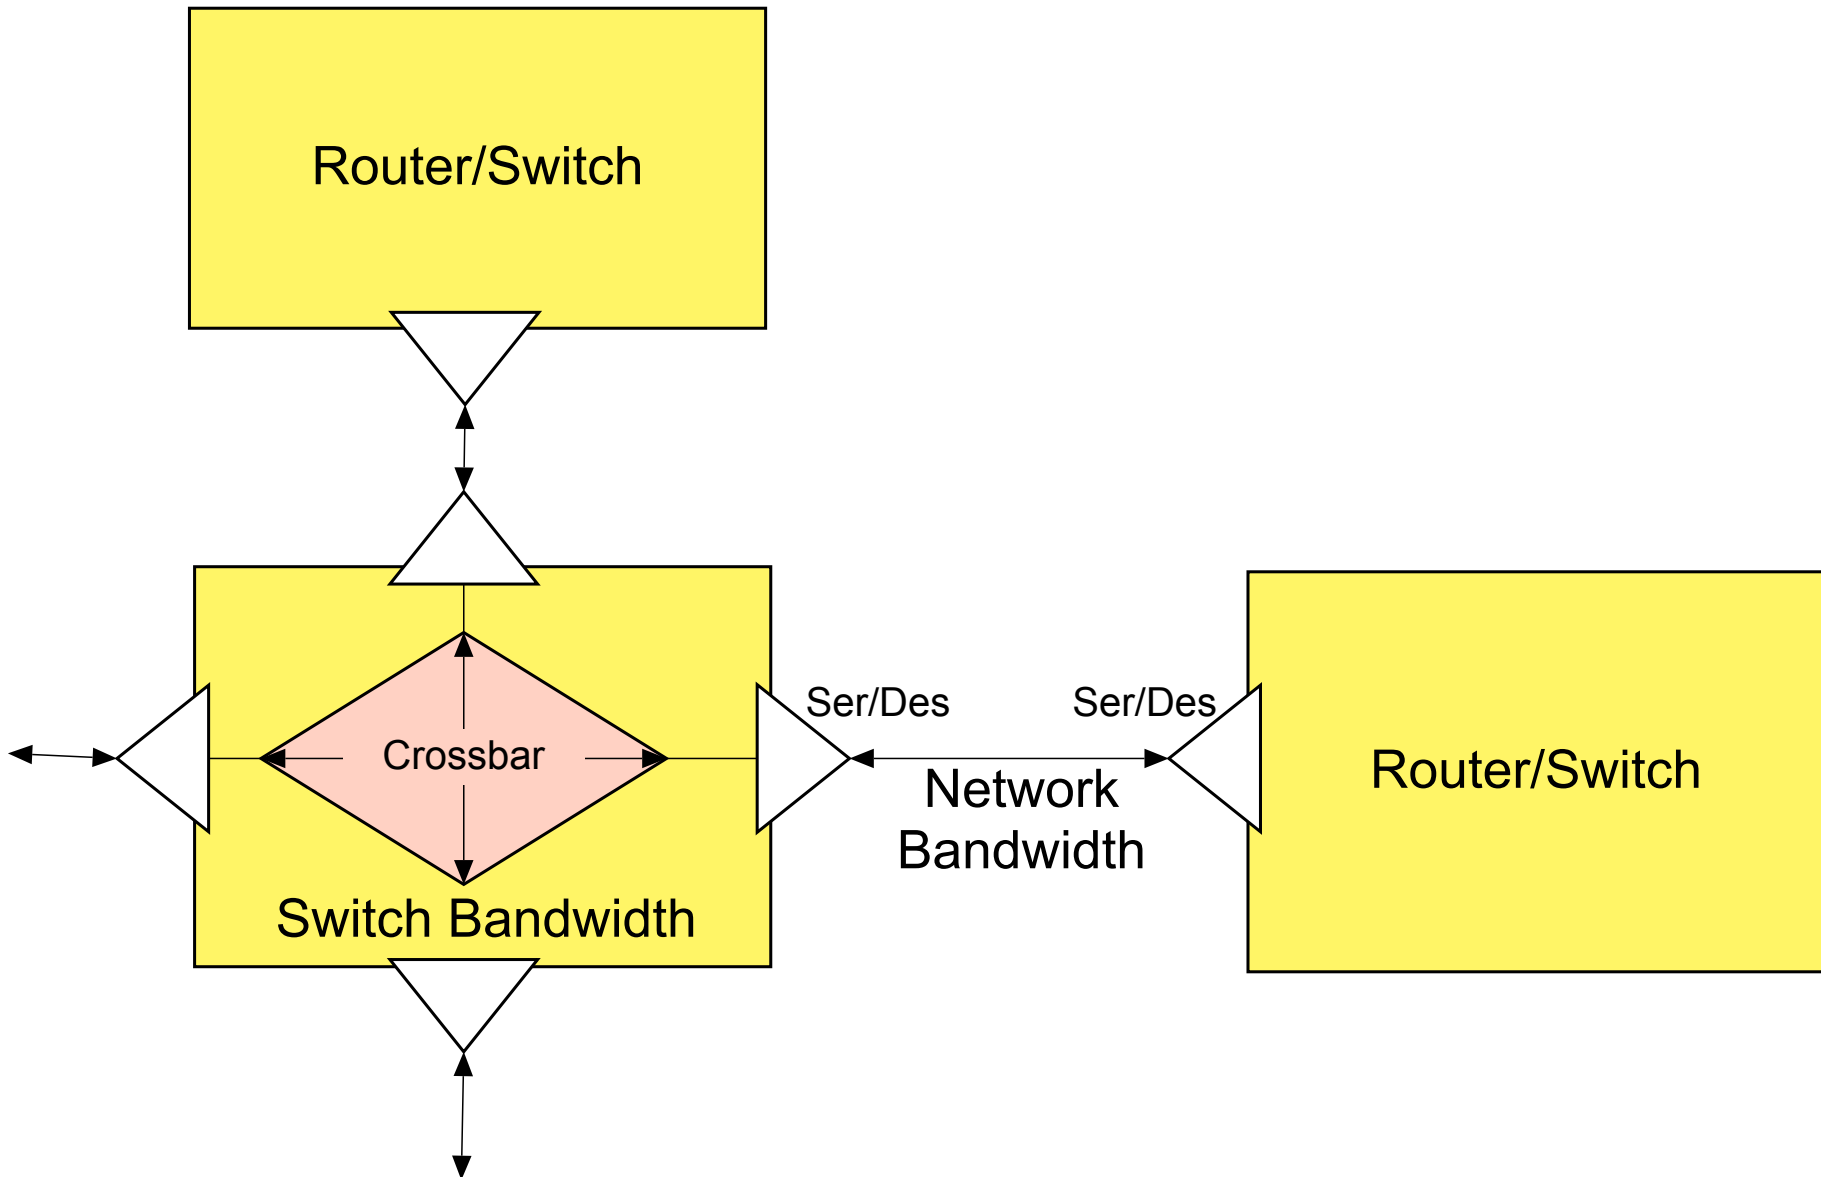 Router/Switch
Ser/Des
Ser/Des
Crossbar
Network
Bandwidth
Router/Switch
Switch Bandwidth